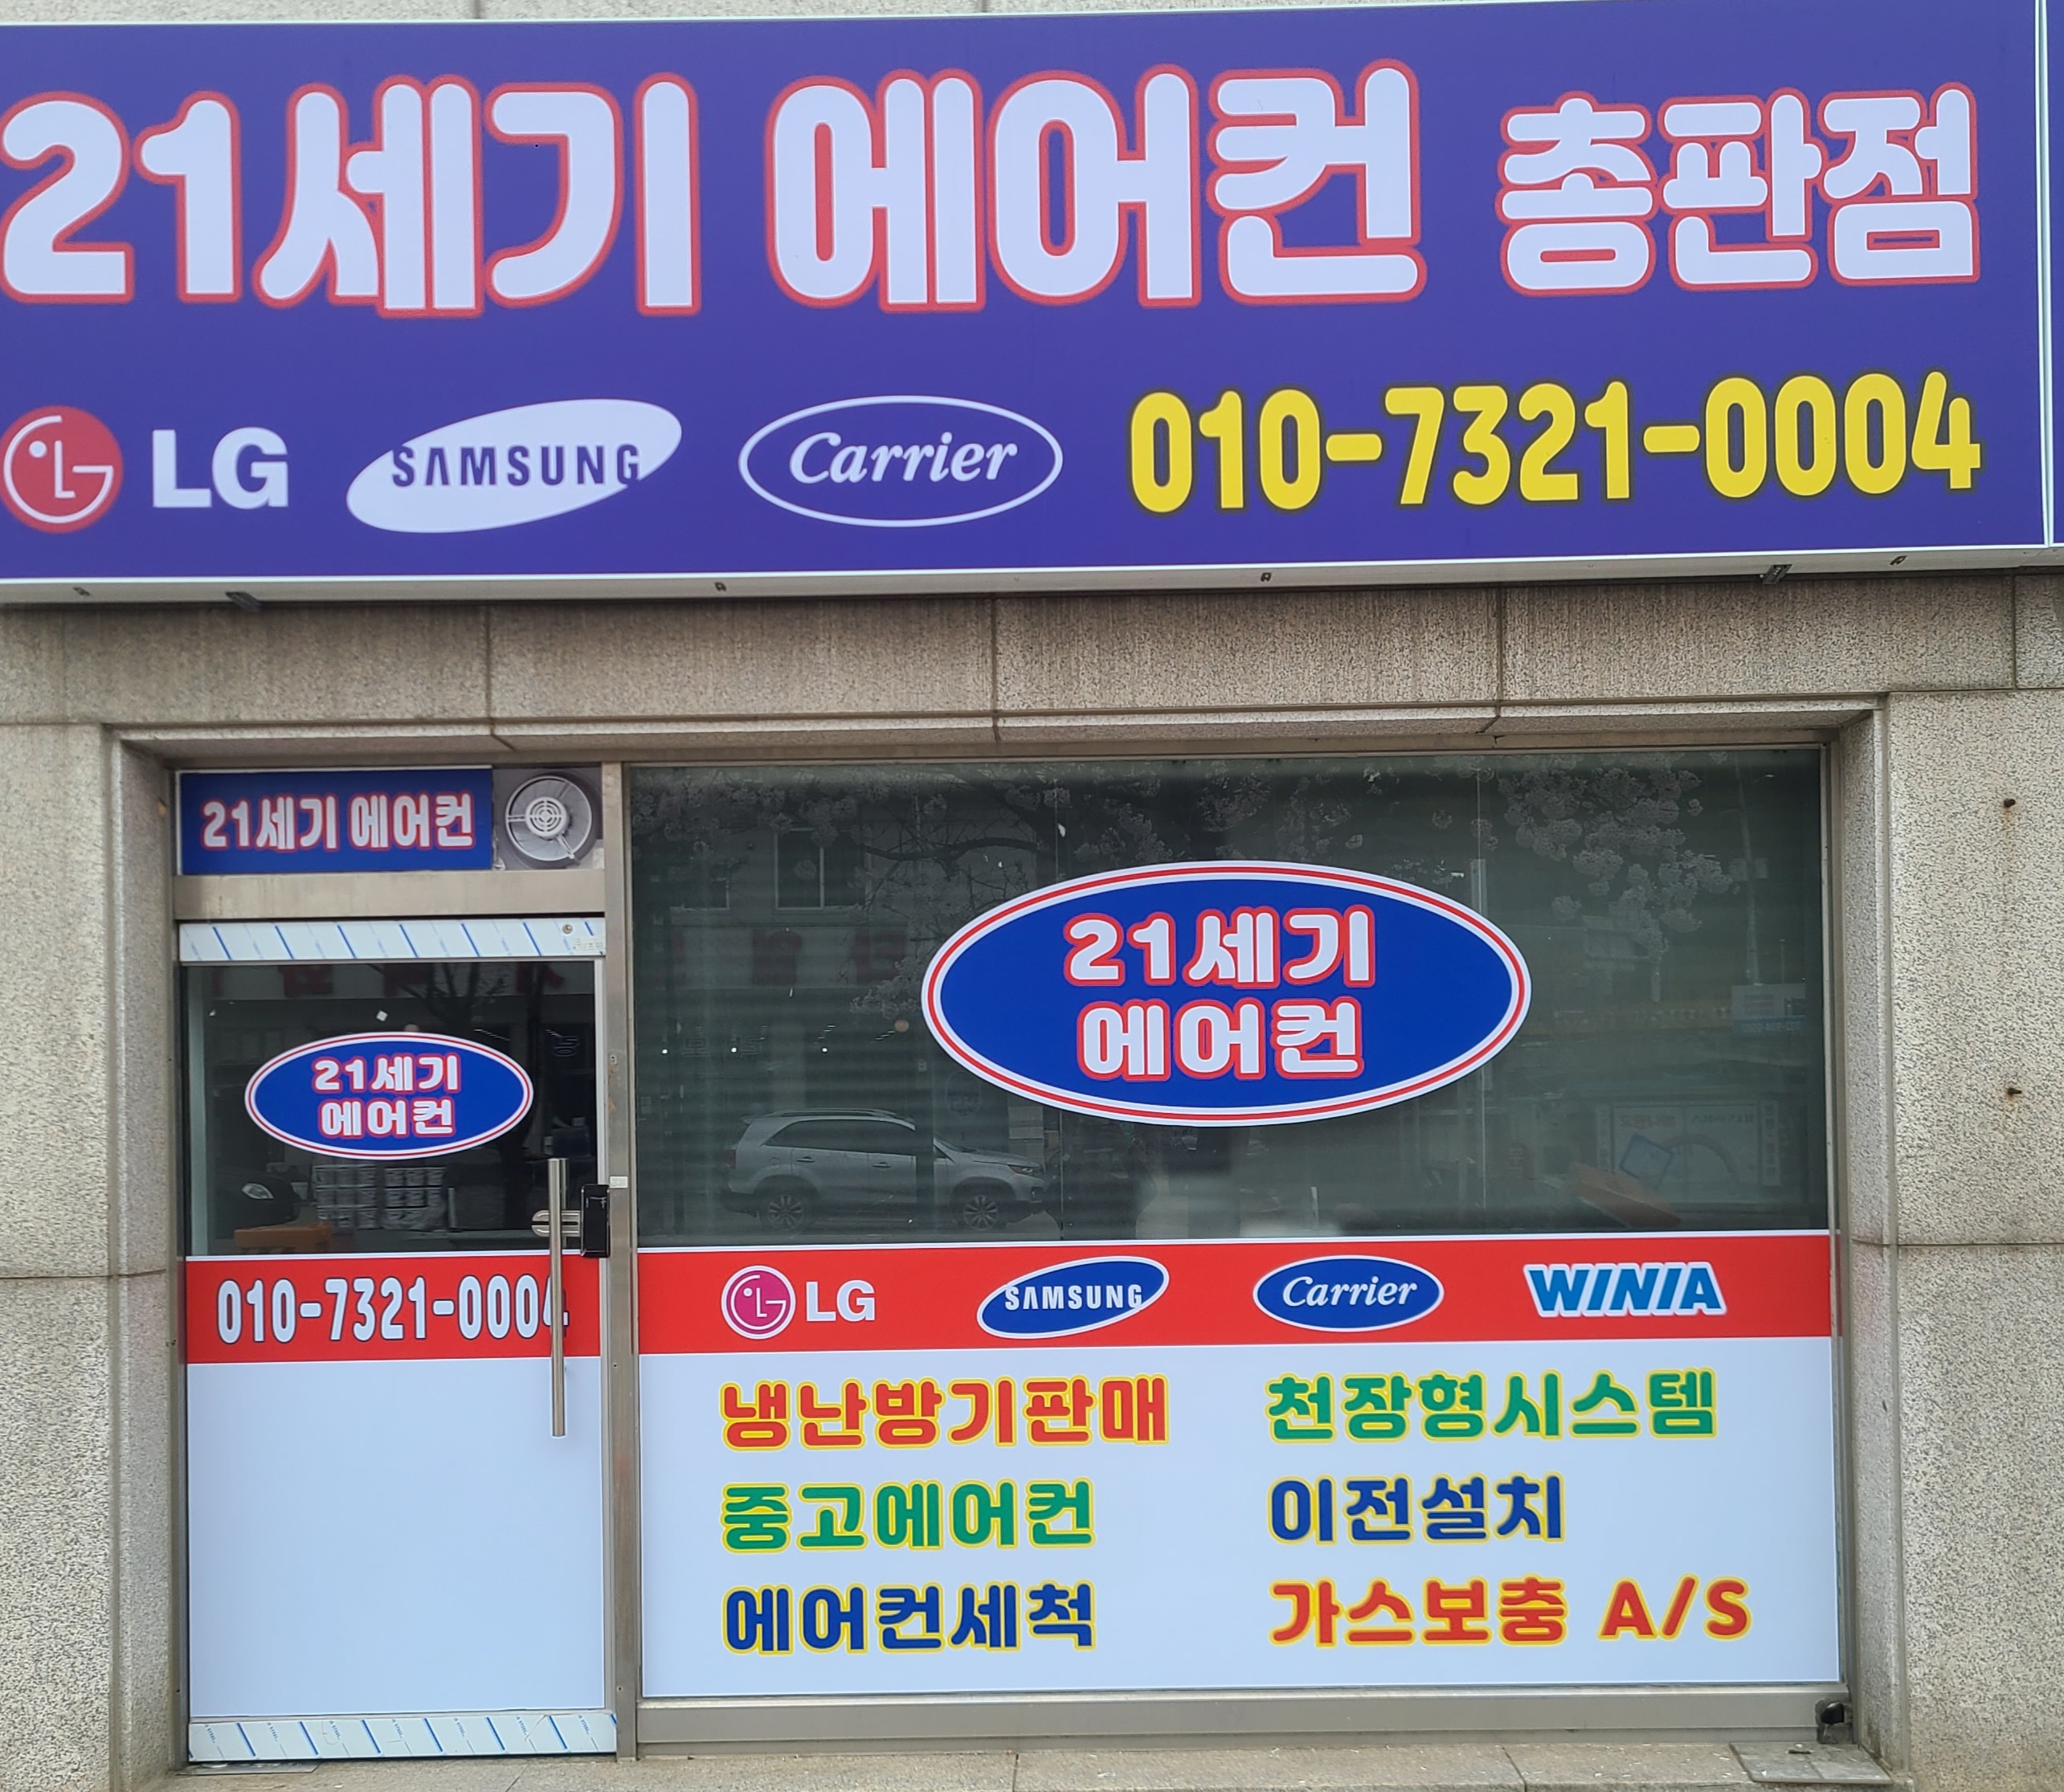 21세기 에어컨 총판점
LG SAMSUNG Carrier 010-7321-0004
21세기 에어컨
21세기
에어컨
21세기
에어컨
010-7321-0004
LG SAMSUNG Carrier WINIA
냉난방기판매 천장형시스템
중고에어컨 이전설치
에어컨세척 가스보충 A/S